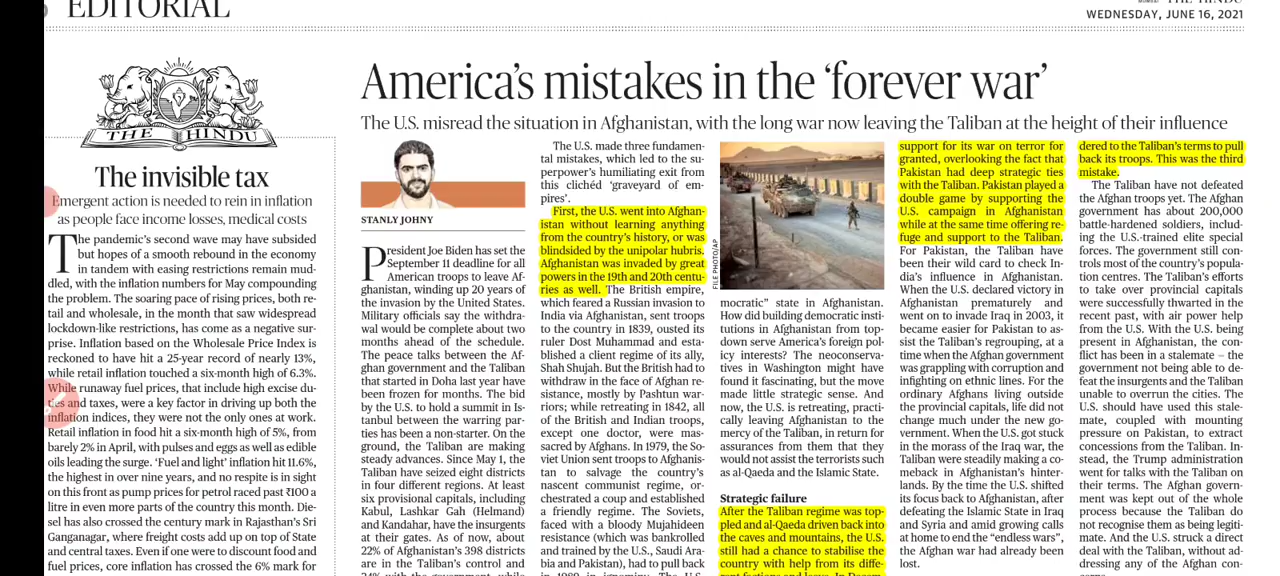 EDITORIAL
THE HINDU
WEDNESDAY, JUNE 16, 2021
THE HINDU
The invisible tax
Emergent action is needed to rein in inflation
as people face income losses, medical costs
The pandemic's second wave may have subsided
but hopes of a smooth rebound in the economy
in tandem with easing restrictions remain mud-
dled, with the inflation numbers for May compounding
the problem. The soaring pace of rising prices, both re-
tail and wholesale, in the month that saw widespread
lockdown-like restrictions, has come as a negative sur-
prise. Inflation based on the Wholesale Price Index is
reckoned to have hit a 25-year record of nearly 13%,
while retail inflation touched a six-month high of 6.3%.
While runaway fuel prices, that include high excise du-
ties and taxes, were a key factor in driving up both the
inflation indices, they were not the only ones at work.
Retail inflation in food hit a six-month high of 5%, from
barely 2% in April, with pulses and eggs as well as edible
oils leading the surge. 'Fuel and light' inflation hit 11.6%,
the highest in over nine years, and no respite is in sight
on this front as pump prices for petrol raced past ₹100 a
litre in even more parts of the country this month. Die-
sel has also crossed the century mark in Rajasthan's Sri
Ganganagar, where freight costs add up on top of State
and central taxes. Even if one were to discount food and
fuel prices, core inflation has crossed the 6% mark for
America's mistakes in the 'forever war'
The U.S. misread the situation in Afghanistan, with the long war now leaving the Taliban at the height of their influence
STANLY JOHNY
President Joe Biden has set the
September 11 deadline for all
American troops to leave Af-
ghanistan, winding up 20 years of
the invasion by the United States.
Military officials say the withdra-
wal would be complete about two
months ahead of the schedule.
The peace talks between the Af-
ghan government and the Taliban
that started in Doha last year have
been frozen for months. The bid
by the U.S. to hold a summit in Is-
tanbul between the warring par-
ties has been a non-starter. On the
ground, the Taliban are making
steady advances. Since May 1, the
Taliban have seized eight districts
in four different regions. At least
six provincial capitals, including
Kabul, Lashkar Gah (Helmand)
and Kandahar, have the insurgents
at their gates. As of now, about
22% of Afghanistan's 398 districts
are in the Taliban's control and
24% with the government, while
The U.S. made three fundamen-
tal mistakes, which led to the su-
perpower's humiliating exit from
this clichéd 'graveyard of em-
pires'.
First, the U.S. went into Afghan-
istan without learning anything
from the country's history, or was
blindsided by the unipolar hubris.
Afghanistan was invaded by great
powers in the 19th and 20th centu-
ries as well. The British empire,
which feared a Russian invasion to
India via Afghanistan, sent troops
to the country in 1839, ousted its
ruler Dost Muhammad and esta-
blished a client regime of its ally,
Shah Shujah. But the British had to
withdraw in the face of Afghan re-
sistance, mostly by Pashtun war-
riors; while retreating in 1842, all
of the British and Indian troops,
except one doctor, were mas-
sacred by Afghans. In 1979, the So-
viet Union sent troops to Afghanis-
tan to salvage the country's
nascent communist regime, or-
chestrated a coup and established
a friendly regime. The Soviets,
faced with a bloody Mujahideen
resistance (which was bankrolled
and trained by the U.S., Saudi Ara-
bia and Pakistan), had to pull back
in 1989 in ignominy. The U.S.
FILE PHOTO/AP
mocratic" state in Afghanistan.
How did building democratic insti-
tutions in Afghanistan from top-
down serve America's foreign pol-
icy interests? The neoconserva-
tives in Washington might have
found it fascinating, but the move
made little strategic sense. And
now, the U.S. is retreating, practi-
cally leaving Afghanistan to the
mercy of the Taliban, in return for
assurances from them that they
would not assist the terrorists such
as al-Qaeda and the Islamic State.
Strategic failure
After the Taliban regime was top-
pled and al-Qaeda driven back into
the caves and mountains, the U.S.
still had a chance to stabilise the
country with help from its diffe-
rent factions and leave. In Decem-
support for its war on terror for
granted, overlooking the fact that
Pakistan had deep strategic ties
with the Taliban. Pakistan played a
double game by supporting the
U.S. campaign in Afghanistan
while at the same time offering re-
fuge and support to the Taliban.
For Pakistan, the Taliban have
been their wild card to check In-
dia's influence in Afghanistan.
When the U.S. declared victory in
Afghanistan prematurely and
went on to invade Iraq in 2003, it
became easier for Pakistan to as-
sist the Taliban's regrouping, at a
time when the Afghan government
was grappling with corruption and
infighting on ethnic lines. For the
ordinary Afghans living outside
the provincial capitals, life did not
change much under the new go-
vernment. When the U.S. got stuck
in the morass of the Iraq war, the
Taliban were steadily making a co-
meback in Afghanistan's hinter-
lands. By the time the U.S. shifted
its focus back to Afghanistan, after
defeating the Islamic State in Iraq
and Syria and amid growing calls
at home to end the "endless wars",
the Afghan war had already been
lost.
dered to the Taliban's terms to pull
back its troops. This was the third
mistake.
The Taliban have not defeated
the Afghan troops yet. The Afghan
government has about 200,000
battle-hardened soldiers, includ-
ing the U.S.-trained elite special
forces. The government still con-
trols most of the country's popula-
tion centres. The Taliban's efforts
to take over provincial capitals
were successfully thwarted in the
recent past, with air power help
from the U.S. With the U.S. being
present in Afghanistan, the con-
flict has been in a stalemate – the
government not being able to de-
feat the insurgents and the Taliban
unable to overrun the cities. The
U.S. should have used this stale-
mate, coupled with mounting
pressure on Pakistan, to extract
concessions from the Taliban. In-
stead, the Trump administration
went for talks with the Taliban on
their terms. The Afghan govern-
ment was kept out of the whole
process because the Taliban do
not recognise them as being legiti-
mate. And the U.S. struck a direct
deal with the Taliban, without ad-
dressing any of the Afghan con-
cerns.